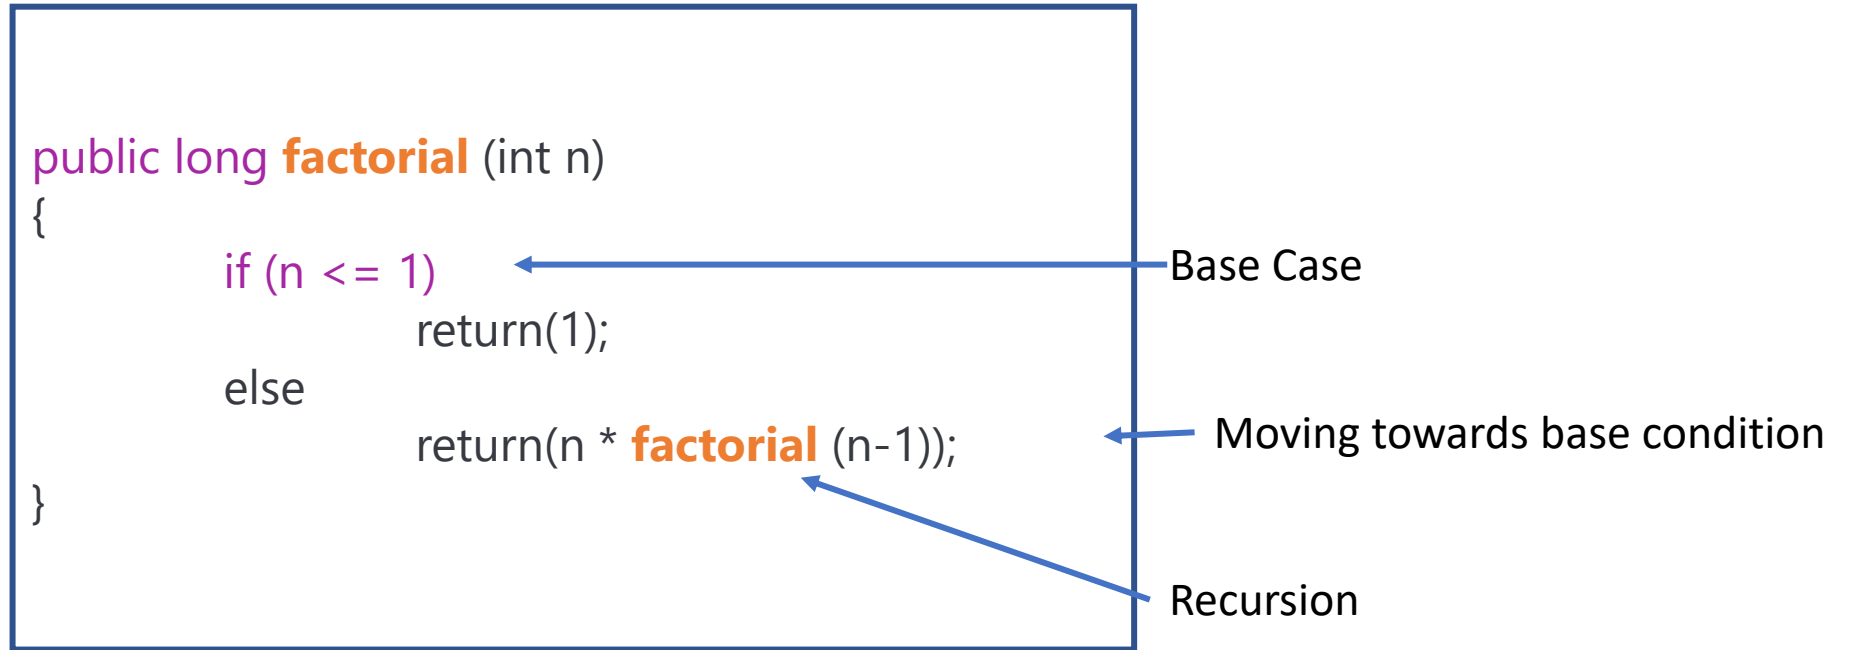 public long factorial (int n)
{
if (n <= 1)
Base Case
return(1);
else
return(n * factorial (n-1));
Moving towards base condition
}
Recursion